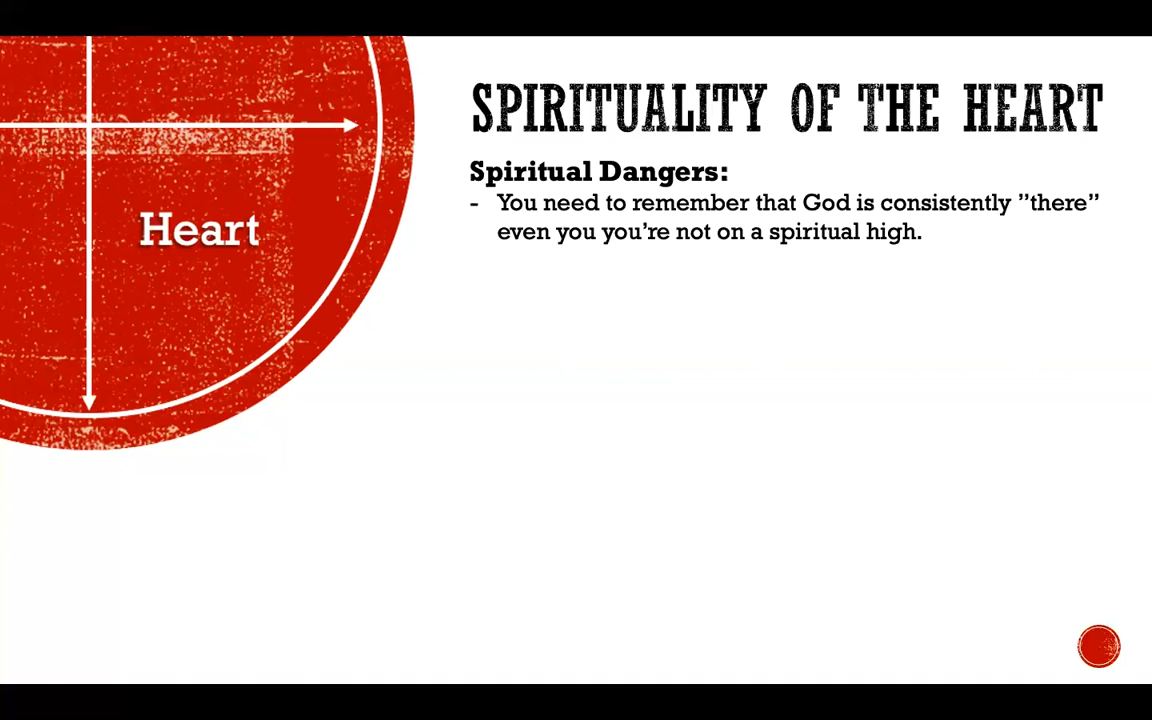 SPIRITUALITY OF THE HEART
Spiritual Dangers:
- You need to remember that God is consistently ”there”
even you you’re not on a spiritual high.
Heart